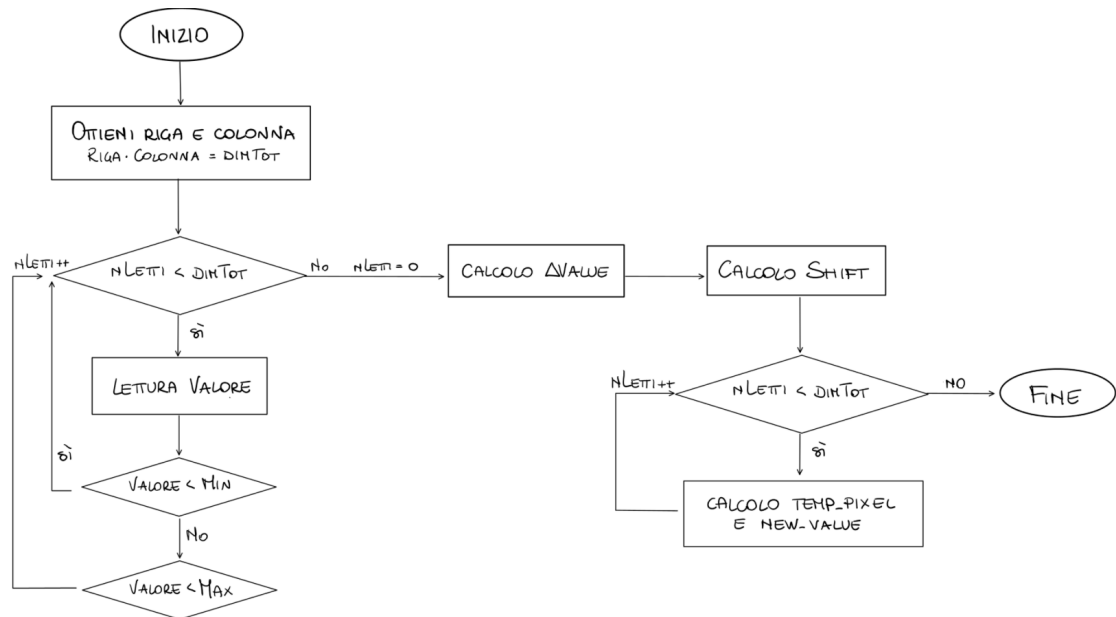 INIZIO
OTTIENI RIGA E COLONNA
RIGA · COLONNA = DIMTOT
NLETTI++
NLETTI < DIMTOT
NO
NLETTI = 0
CALCOLO ΔVALUE
CALCOLO SHIFT
SÌ
LETTURA VALORE
SÌ
VALORE < MIN
NO
VALORE < MAX
NLETTI++
NLETTI < DIMTOT
NO
FINE
SÌ
CALCOLO TEMP_PIXEL
E NEW_VALUE